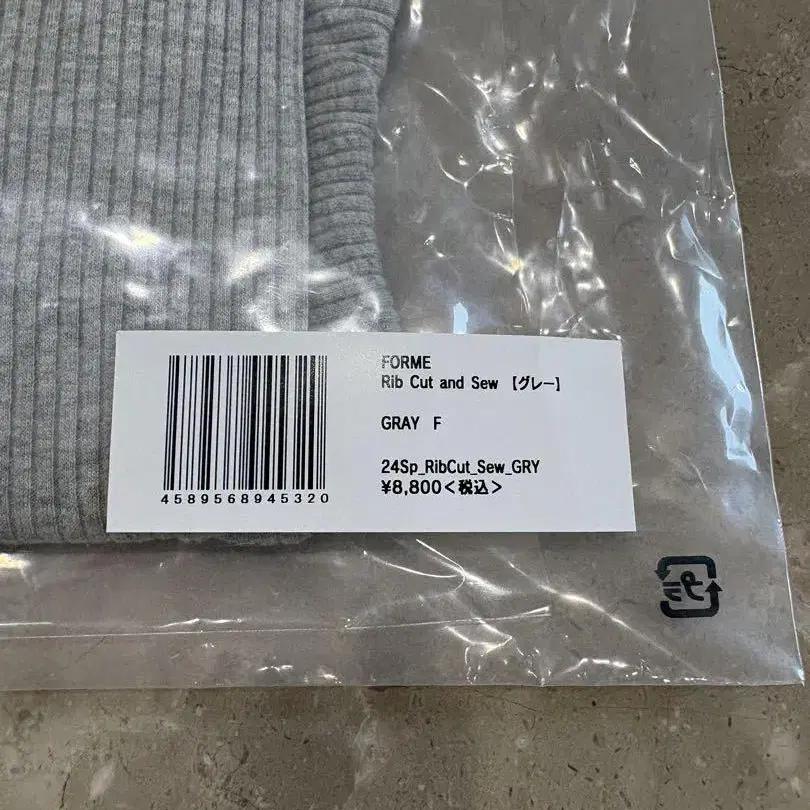 FORME
Rib Cut and Sew 【グレー】
GRAY F
24Sp_RibCut_Sew_GRY
¥8,800<税込>
4589568945320
プラ